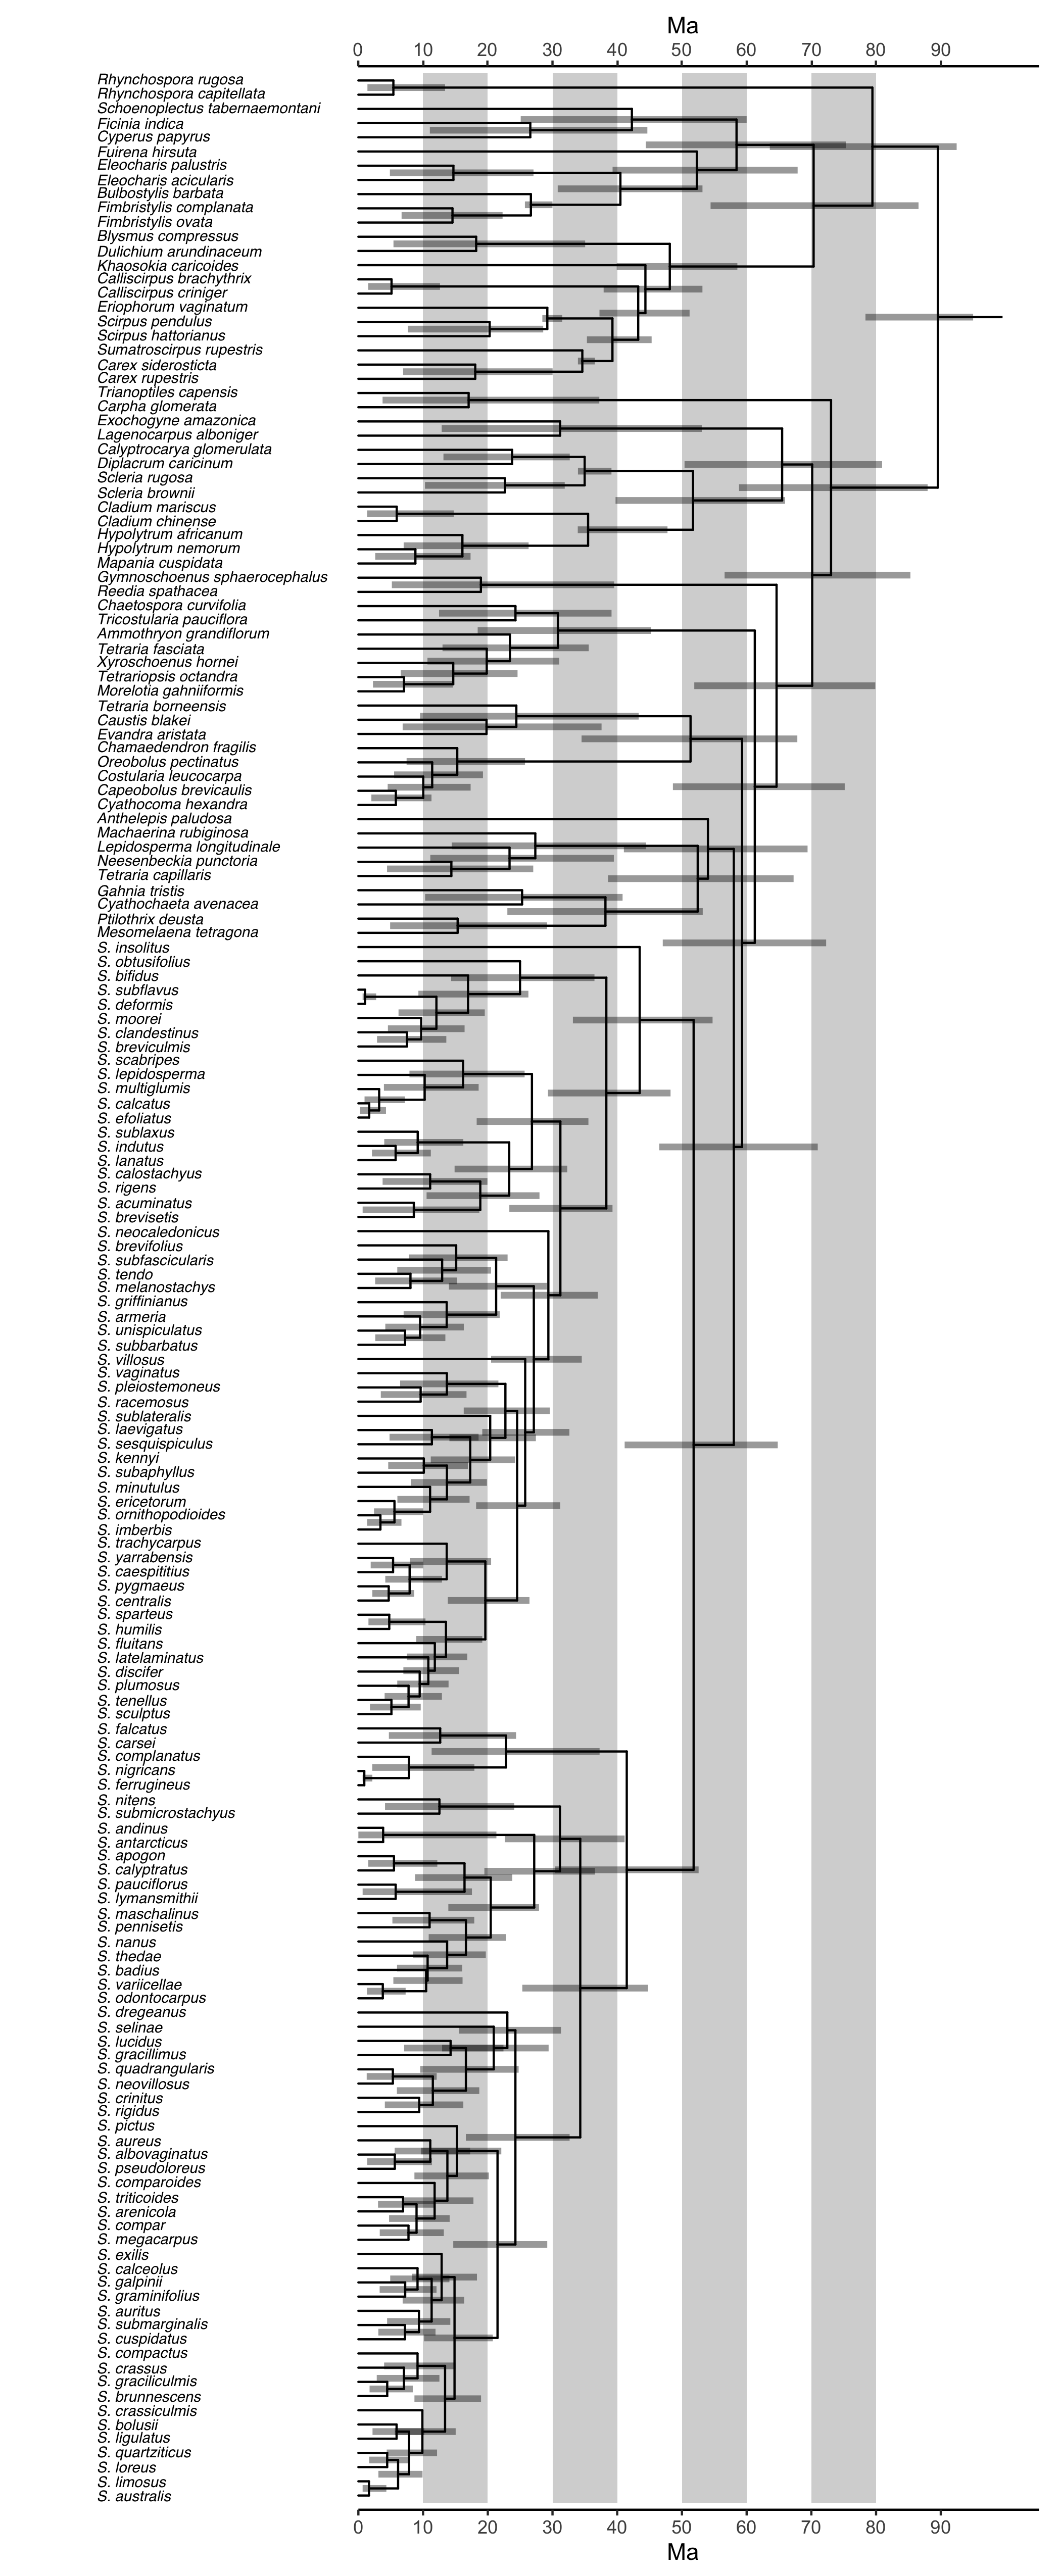 Ma
0 10 20 30 40 50 60 70 80 90
Rhynchospora rugosa
Rhynchospora capitellata
Schoenoplectus tabernaemontani
Ficinia indica
Cyperus papyrus
Fuirena hirsuta
Eleocharis palustris
Eleocharis acicularis
Bulbostylis barbata
Fimbristylis complanata
Fimbristylis ovata
Blysmus compressus
Dulichium arundinaceum
Khaosokia caricoides
Calliscirpus brachythrix
Calliscirpus criniger
Eriophorum vaginatum
Scirpus pendulus
Scirpus hattorianus
Sumatroscirpus rupestris
Carex siderosticta
Carex rupestris
Trianoptiles capensis
Carpha glomerata
Exochogyne amazonica
Lagenocarpus alboniger
Calyptrocarya glomerulata
Diplacrum caricinum
Scleria rugosa
Scleria brownii
Cladium mariscus
Cladium chinense
Hypolytrum africanum
Hypolytrum nemorum
Mapania cuspidata
Gymnoschoenus sphaerocephalus
Reedia spathacea
Chaetospora curvifolia
Tricostularia pauciflora
Ammothryon grandiflorum
Tetraria fasciata
Xyroschoenus hornei
Tetrariopsis octandra
Morelotia gahniiformis
Tetraria borneensis
Caustis blakei
Evandra aristata
Chamaedendron fragilis
Oreobolus pectinatus
Costularia leucocarpa
Capeobolus brevicaulis
Cyathocoma hexandra
Anthelepis paludosa
Machaerina rubiginosa
Lepidosperma longitudinale
Neesenbeckia punctoria
Tetraria capillaris
Gahnia tristis
Cyathochaeta avenacea
Ptilothrix deusta
Mesomelaena tetragona
S. insolitus
S. obtusifolius
S. bifidus
S. subflavus
S. deformis
S. moorei
S. clandestinus
S. breviculmis
S. scabripes
S. lepidosperma
S. multiglumis
S. calcatus
S. efoliatus
S. sublaxus
S. indutus
S. lanatus
S. calostachyus
S. rigens
S. acuminatus
S. brevisetis
S. neocaledonicus
S. brevifolius
S. subfascicularis
S. tendo
S. melanostachys
S. griffinianus
S. armeria
S. unispiculatus
S. subbarbatus
S. villosus
S. vaginatus
S. pleiostemoneus
S. racemosus
S. sublateralis
S. laevigatus
S. sesquispiculus
S. kennyi
S. subaphyllus
S. minutulus
S. ericetorum
S. ornithopodioides
S. imberbis
S. trachycarpus
S. yarrabensis
S. caespititius
S. pygmaeus
S. centralis
S. sparteus
S. humilis
S. fluitans
S. latelaminatus
S. discifer
S. plumosus
S. tenellus
S. sculptus
S. falcatus
S. carsei
S. complanatus
S. nigricans
S. ferrugineus
S. nitens
S. submicrostachyus
S. andinus
S. antarcticus
S. apogon
S. calyptratus
S. pauciflorus
S. lymansmithii
S. maschalinus
S. pennisetis
S. nanus
S. thedae
S. badius
S. variicellae
S. odontocarpus
S. dregeanus
S. selinae
S. lucidus
S. gracillimus
S. quadrangularis
S. neovillosus
S. crinitus
S. rigidus
S. pictus
S. aureus
S. albovaginatus
S. pseudoloreus
S. comparoides
S. triticoides
S. arenicola
S. compar
S. megacarpus
S. exilis
S. calceolus
S. galpinii
S. graminifolius
S. auritus
S. submarginalis
S. cuspidatus
S. compactus
S. crassus
S. graciliculmis
S. brunnescens
S. crassiculmis
S. bolusii
S. ligulatus
S. quartziticus
S. loreus
S. limosus
S. australis
0 10 20 30 40 50 60 70 80 90
Ma